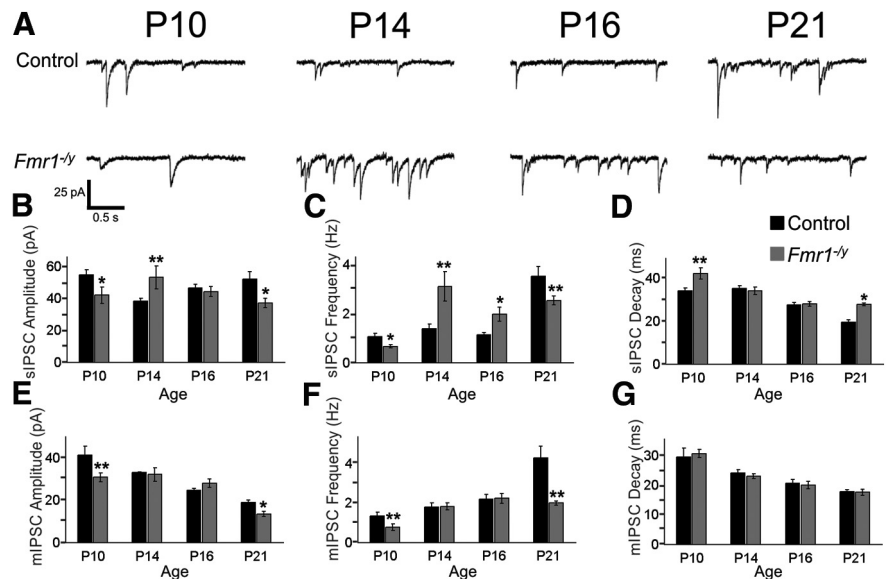 A P10 P14 P16 P21
Control
Fmr1-/y
25 pA
0.5 s
B C D
Control
Fmr1-/y
sIPSC Amplitude (pA)
60
40
20
0
* ** *
P10 P14 P16 P21
Age
sIPSC Frequency (Hz)
4
2
0
* ** * **
P10 P14 P16 P21
Age
sIPSC Decay (ms)
40
20
0
** *
P10 P14 P16 P21
Age
E F G
mIPSC Amplitude (pA)
40
20
0
** *
P10 P14 P16 P21
Age
mIPSC Frequency (Hz)
4
2
0
** **
P10 P14 P16 P21
Age
mIPSC Decay (ms)
30
20
10
0
P10 P14 P16 P21
Age